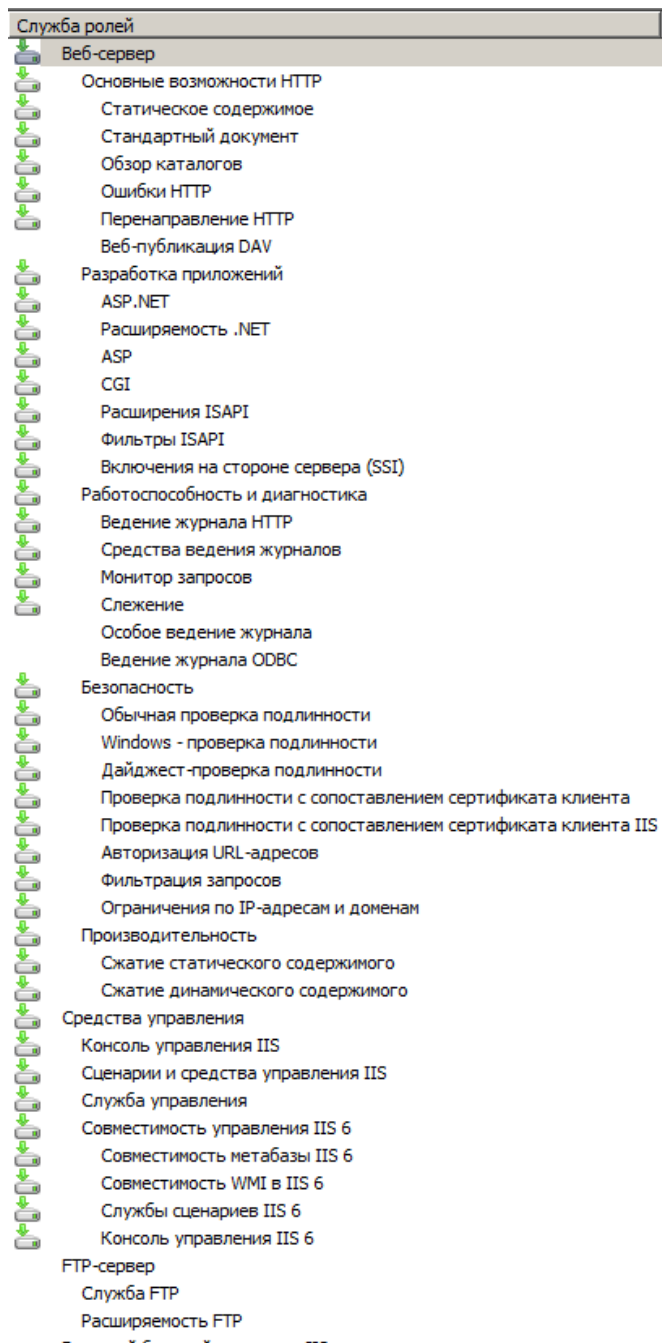 Служба ролей
Веб-сервер
Основные возможности HTTP
Статическое содержимое
Стандартный документ
Обзор каталогов
Ошибки HTTP
Перенаправление HTTP
Веб-публикация DAV
Разработка приложений
ASP.NET
Расширяемость .NET
ASP
CGI
Расширения ISAPI
Фильтры ISAPI
Включения на стороне сервера (SSI)
Работоспособность и диагностика
Ведение журнала HTTP
Средства ведения журналов
Монитор запросов
Слежение
Особое ведение журнала
Ведение журнала ODBC
Безопасность
Обычная проверка подлинности
Windows - проверка подлинности
Дайджест-проверка подлинности
Проверка подлинности с сопоставлением сертификата клиента
Проверка подлинности с сопоставлением сертификата клиента IIS
Авторизация URL-адресов
Фильтрация запросов
Ограничения по IP-адресам и доменам
Производительность
Сжатие статического содержимого
Сжатие динамического содержимого
Средства управления
Консоль управления IIS
Сценарии и средства управления IIS
Служба управления
Совместимость управления IIS 6
Совместимость метабазы IIS 6
Совместимость WMI в IIS 6
Службы сценариев IIS 6
Консоль управления IIS 6
FTP-сервер
Служба FTP
Расширяемость FTP